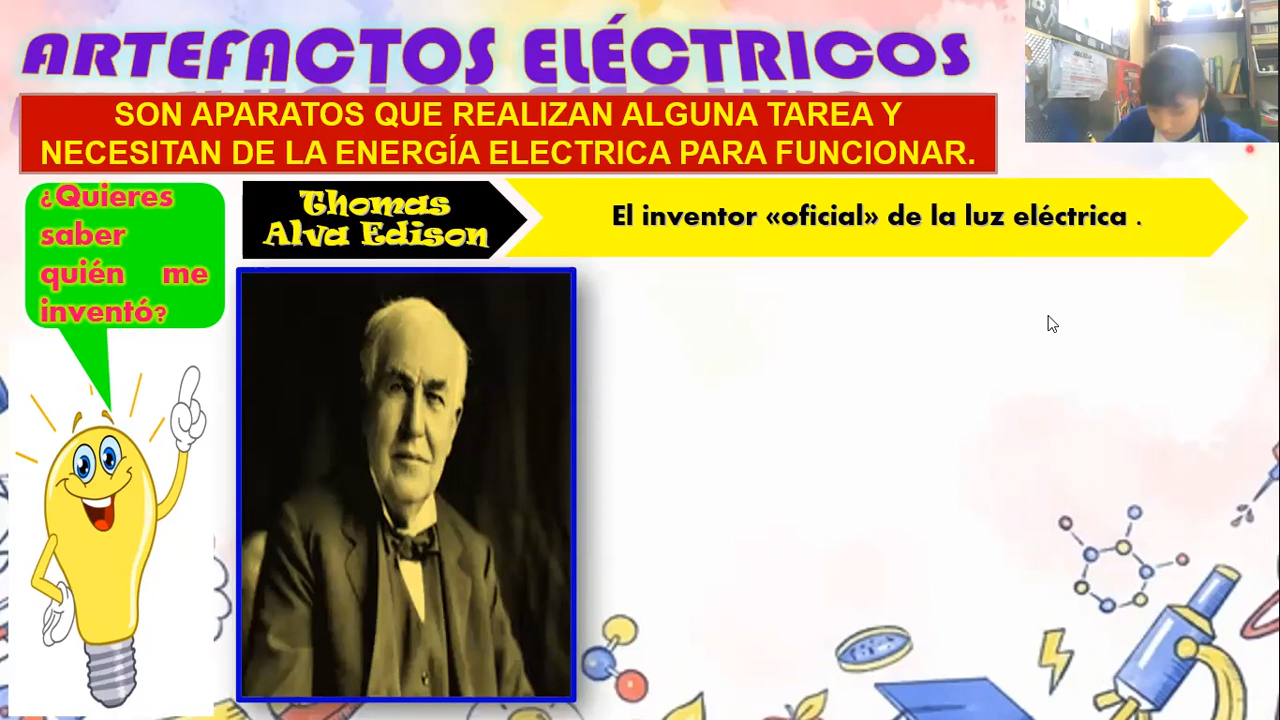 ARTEFACTOS ELÉCTRICOS
SON APARATOS QUE REALIZAN ALGUNA TAREA Y
NECESITAN DE LA ENERGÍA ELECTRICA PARA FUNCIONAR.
¿Quieres
saber
quién me
inventó?
Thomas
Alva Edison
El inventor «oficial» de la luz eléctrica .